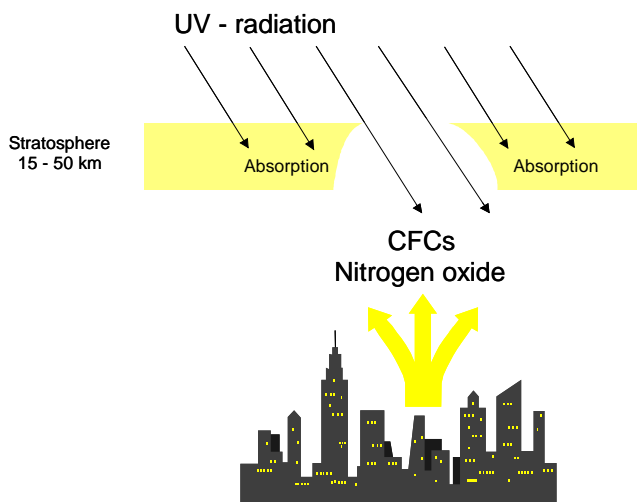 UV - radiation
Stratosphere
15 - 50 km
Absorption
Absorption
CFCs
Nitrogen oxide